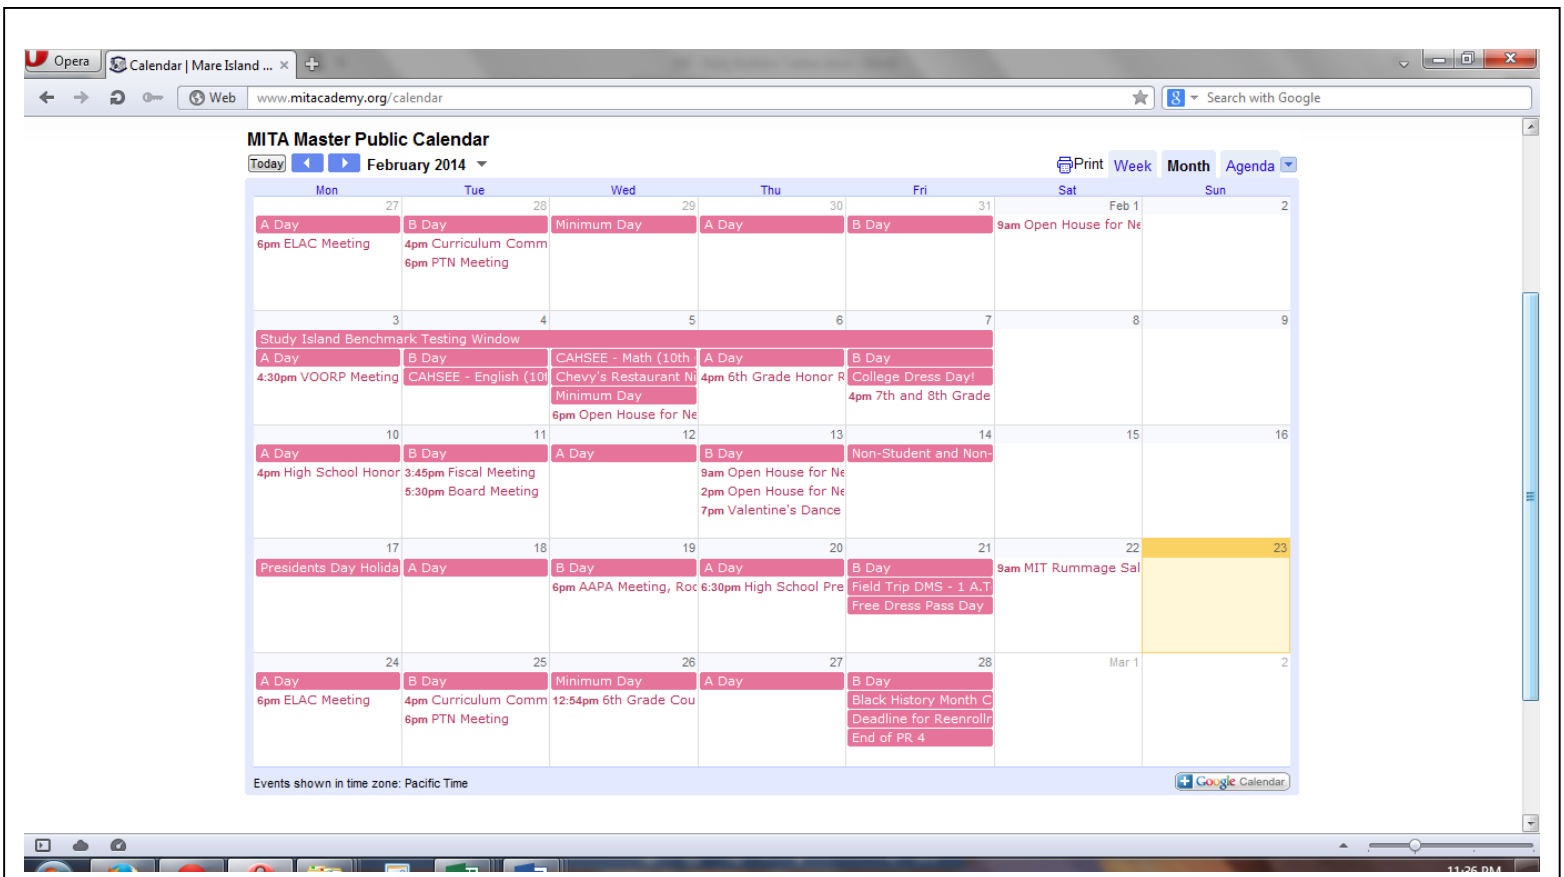 Opera
Calendar | Mare Island ...
Web
www.mitacademy.org/calendar
Search with Google
MITA Master Public Calendar
Today
February 2014
Print Week Month Agenda
Mon Tue Wed Thu Fri Sat Sun
27 28 29 30 31 Feb 1 2
A Day B Day Minimum Day A Day B Day 9am Open House for Ne
6pm ELAC Meeting 4pm Curriculum Comm
6pm PTN Meeting
3 4 5 6 7 8 9
Study Island Benchmark Testing Window
A Day B Day CAHSEE - Math (10th A Day B Day
4:30pm VOORP Meeting CAHSEE - English (10t Chevy's Restaurant Ni 4pm 6th Grade Honor R College Dress Day!
Minimum Day 4pm 7th and 8th Grade
6pm Open House for Ne
10 11 12 13 14 15 16
A Day B Day A Day B Day Non-Student and Non-
4pm High School Honor 3:45pm Fiscal Meeting 9am Open House for Ne
5:30pm Board Meeting 2pm Open House for Ne
7pm Valentine's Dance
17 18 19 20 21 22 23
Presidents Day Holida A Day B Day A Day B Day 9am MIT Rummage Sal
6pm AAPA Meeting, Roo 6:30pm High School Pre Field Trip DMS - 1 A.T
Free Dress Pass Day
24 25 26 27 28 Mar 1 2
A Day B Day Minimum Day A Day B Day
6pm ELAC Meeting 4pm Curriculum Comm 12:54pm 6th Grade Cou Black History Month C
6pm PTN Meeting Deadline for Reenrollr
End of PR 4
Events shown in time zone: Pacific Time
Google Calendar
11:36 PM